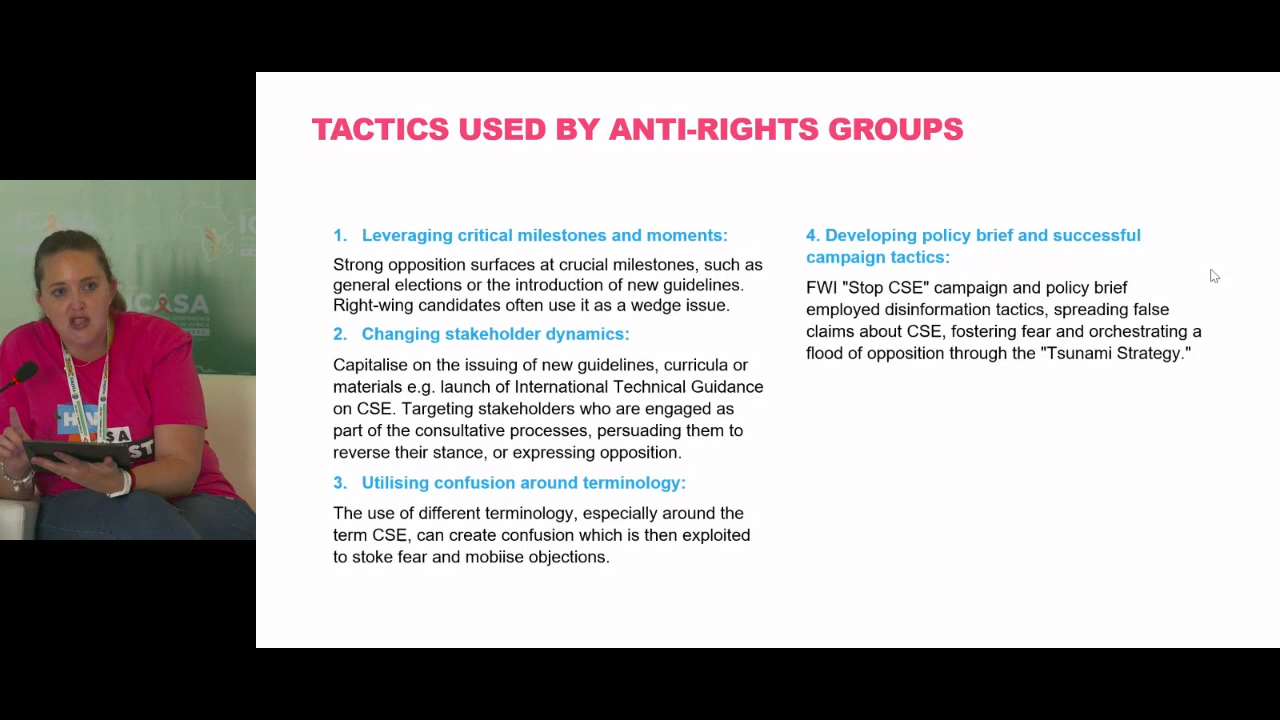 TACTICS USED BY ANTI-RIGHTS GROUPS
1. Leveraging critical milestones and moments:
Strong opposition surfaces at crucial milestones, such as
general elections or the introduction of new guidelines.
Right-wing candidates often use it as a wedge issue.
2. Changing stakeholder dynamics:
Capitalise on the issuing of new guidelines, curricula or
materials e.g. launch of International Technical Guidance
on CSE. Targeting stakeholders who are engaged as
part of the consultative processes, persuading them to
reverse their stance, or expressing opposition.
3. Utilising confusion around terminology:
The use of different terminology, especially around the
term CSE, can create confusion which is then exploited
to stoke fear and mobiise objections.
4. Developing policy brief and successful
campaign tactics:
FWI "Stop CSE" campaign and policy brief
employed disinformation tactics, spreading false
claims about CSE, fostering fear and orchestrating a
flood of opposition through the "Tsunami Strategy."
ICASA